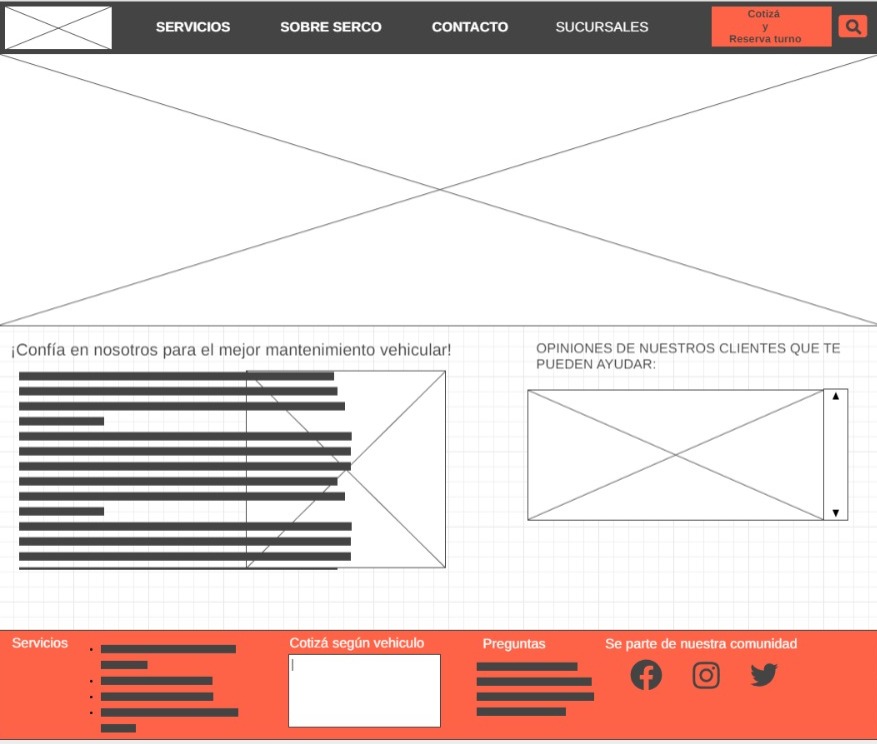 SERVICIOS
SOBRE SERCO
CONTACTO
SUCURSALES
Cotizá
y
Reserva turno
¡Confía en nosotros para el mejor mantenimiento vehicular!
OPINIONES DE NUESTROS CLIENTES QUE TE
PUEDEN AYUDAR:
Servicios
Cotizá según vehiculo
Preguntas
Se parte de nuestra comunidad